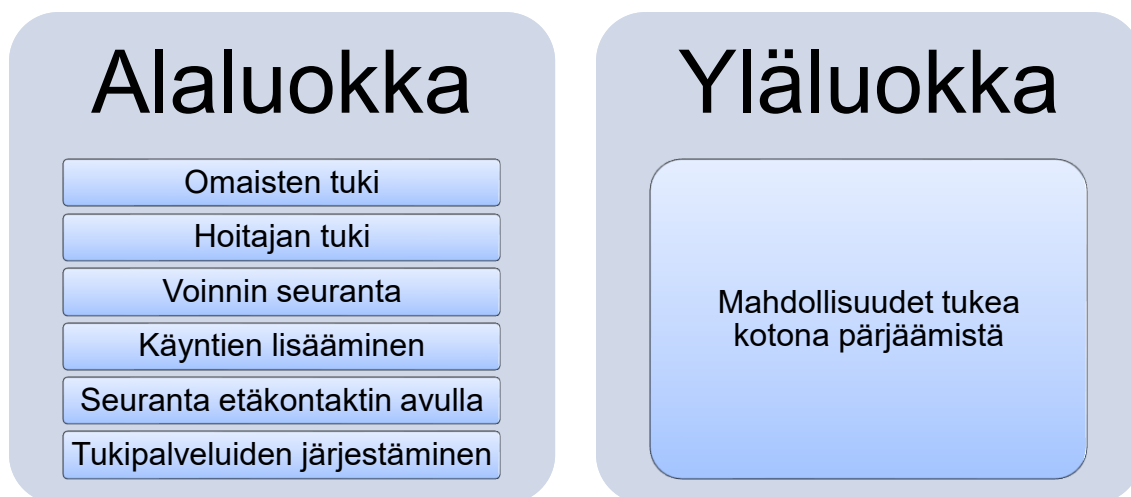 Alaluokka
Omaisten tuki
Hoitajan tuki
Voinnin seuranta
Käyntien lisääminen
Seuranta etäkontaktin avulla
Tukipalveluiden järjestäminen
Yläluokka
Mahdollisuudet tukea
kotona pärjäämistä